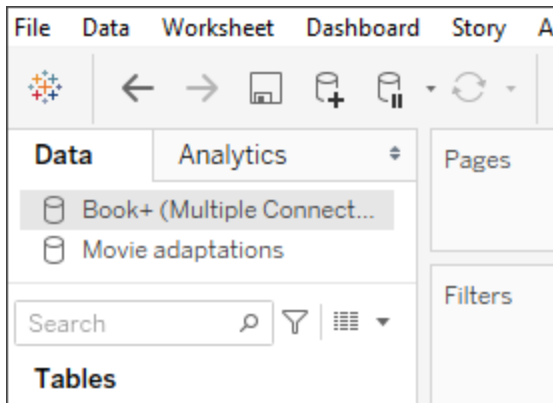 File Data Worksheet Dashboard Story A
Data Analytics
Pages
Book+ (Multiple Connect...
Movie adaptations
Filters
Search
Tables